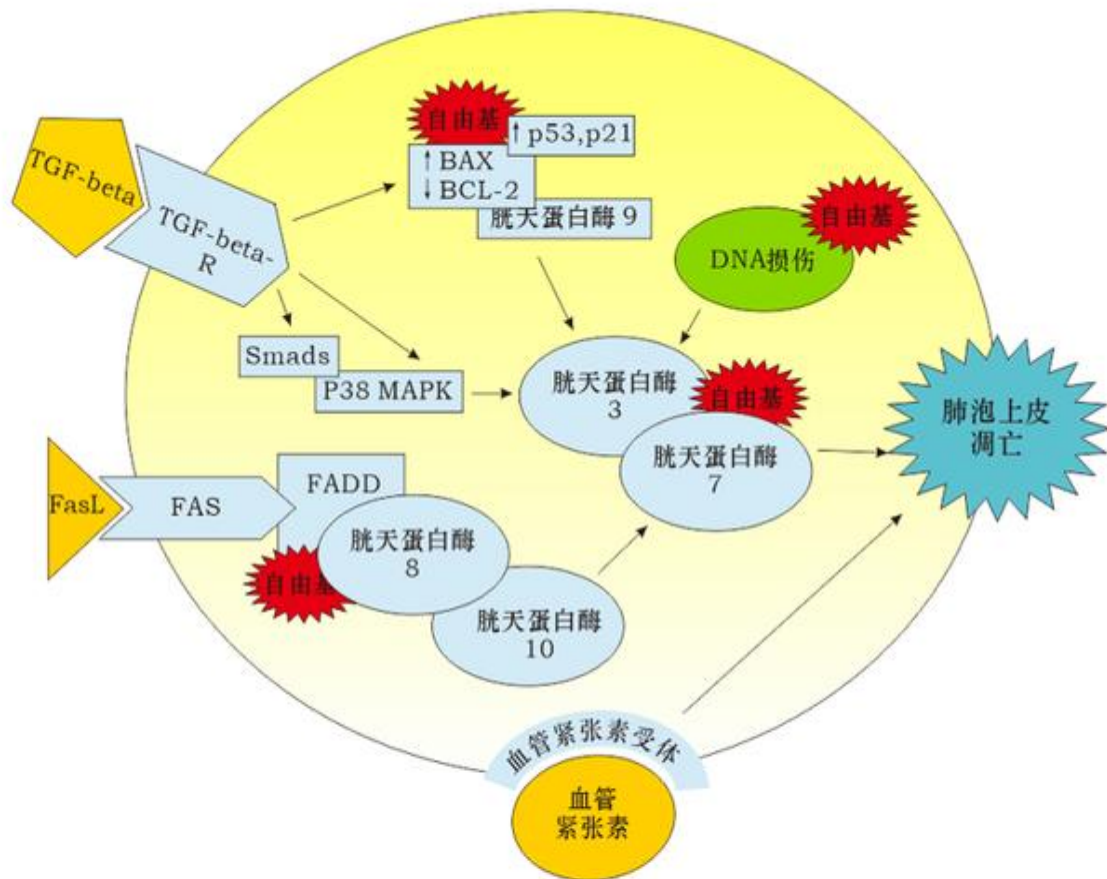 自由基
↑ p53,p21
↑ BAX
↓ BCL-2
胱天蛋白酶 9
TGF-beta
TGF-beta-
R
自由基
DNA损伤
Smads
P38 MAPK
胱天蛋白酶
3
自由基
胱天蛋白酶
7
肺泡上皮
凋亡
FasL
FAS
FADD
胱天蛋白酶
8
自由基
胱天蛋白酶
10
血管紧张素受体
血管
紧张素